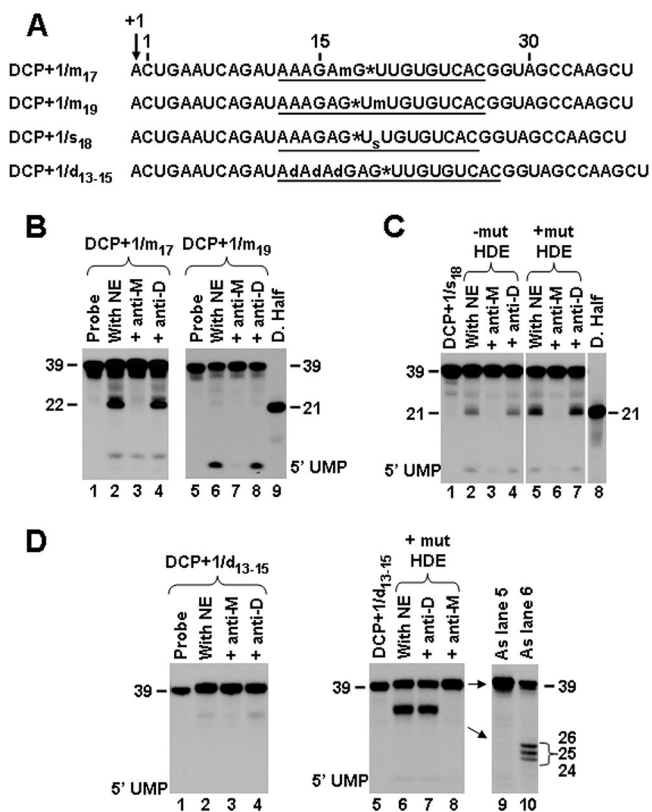 A
+1
1 15 30
DCP+1/m17 ACUGAAUCAGAUAAAGAmG*UUGUGUCACGGUAGCCAAGCU
DCP+1/m19 ACUGAAUCAGAUAAAGAG*UmUGUGUCACGGUAGCCAAGCU
DCP+1/s18 ACUGAAUCAGAUAAAGAG*UsUGUGUCACGGUAGCCAAGCU
DCP+1/d13-15 ACUGAAUCAGAUAdAdAdGAG*UUGUGUCACGGUAGCCAAGCU
B
DCP+1/m17 DCP+1/m19
Probe With NE + anti-M + anti-D Probe With NE + anti-M + anti-D D. Half
39 39
22 21
5' UMP
1 2 3 4 5 6 7 8 9
C
-mut HDE +mut HDE
DCP+1/s18 With NE + anti-M + anti-D With NE + anti-M + anti-D D. Half
39
21 21
5' UMP
1 2 3 4 5 6 7 8
D
DCP+1/d13-15
Probe With NE + anti-M + anti-D
39
5' UMP
1 2 3 4
+ mut
HDE
DCP+1/d13-15 With NE + anti-D + anti-M As lane 5 As lane 6
39 39
26
25
24
5' UMP
5 6 7 8 9 10